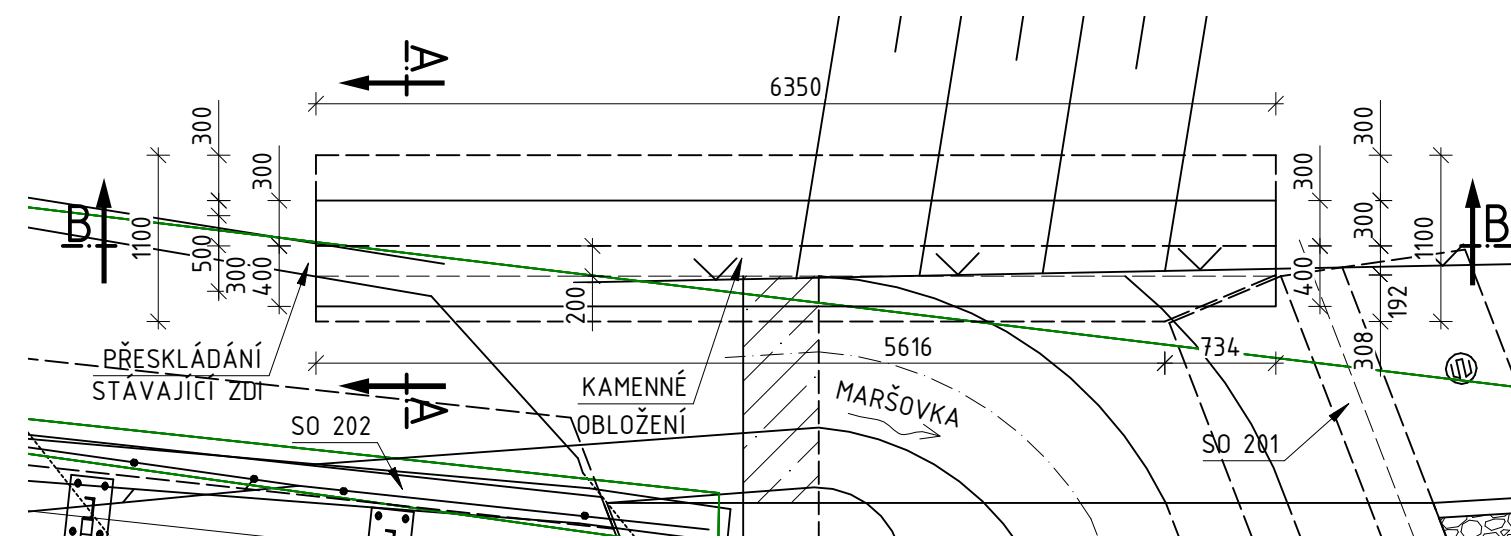 A
6350
300
300
300
300
B
1100
500
300
400
200
300
400
1100
192
308
B
5616
734
PŘESKLÁDÁNÍ
STÁVAJÍCÍ ZDI
A
KAMENNÉ
OBLOŽENÍ
MARŠOVKA
SO 202
SO 201